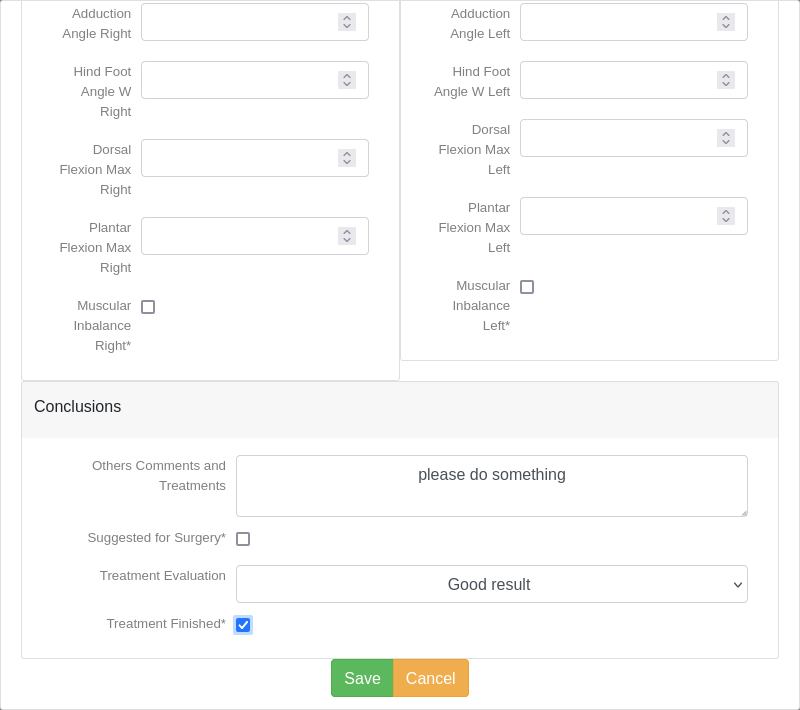 Adduction
Angle Right
Hind Foot
Angle W
Right
Dorsal
Flexion Max
Right
Plantar
Flexion Max
Right
Muscular
Inbalance
Right*
Adduction
Angle Left
Hind Foot
Angle W Left
Dorsal
Flexion Max
Left
Plantar
Flexion Max
Left
Muscular
Inbalance
Left*
Conclusions
Others Comments and
Treatments
please do something
Suggested for Surgery*
Treatment Evaluation
Good result
Treatment Finished*
Save
Cancel